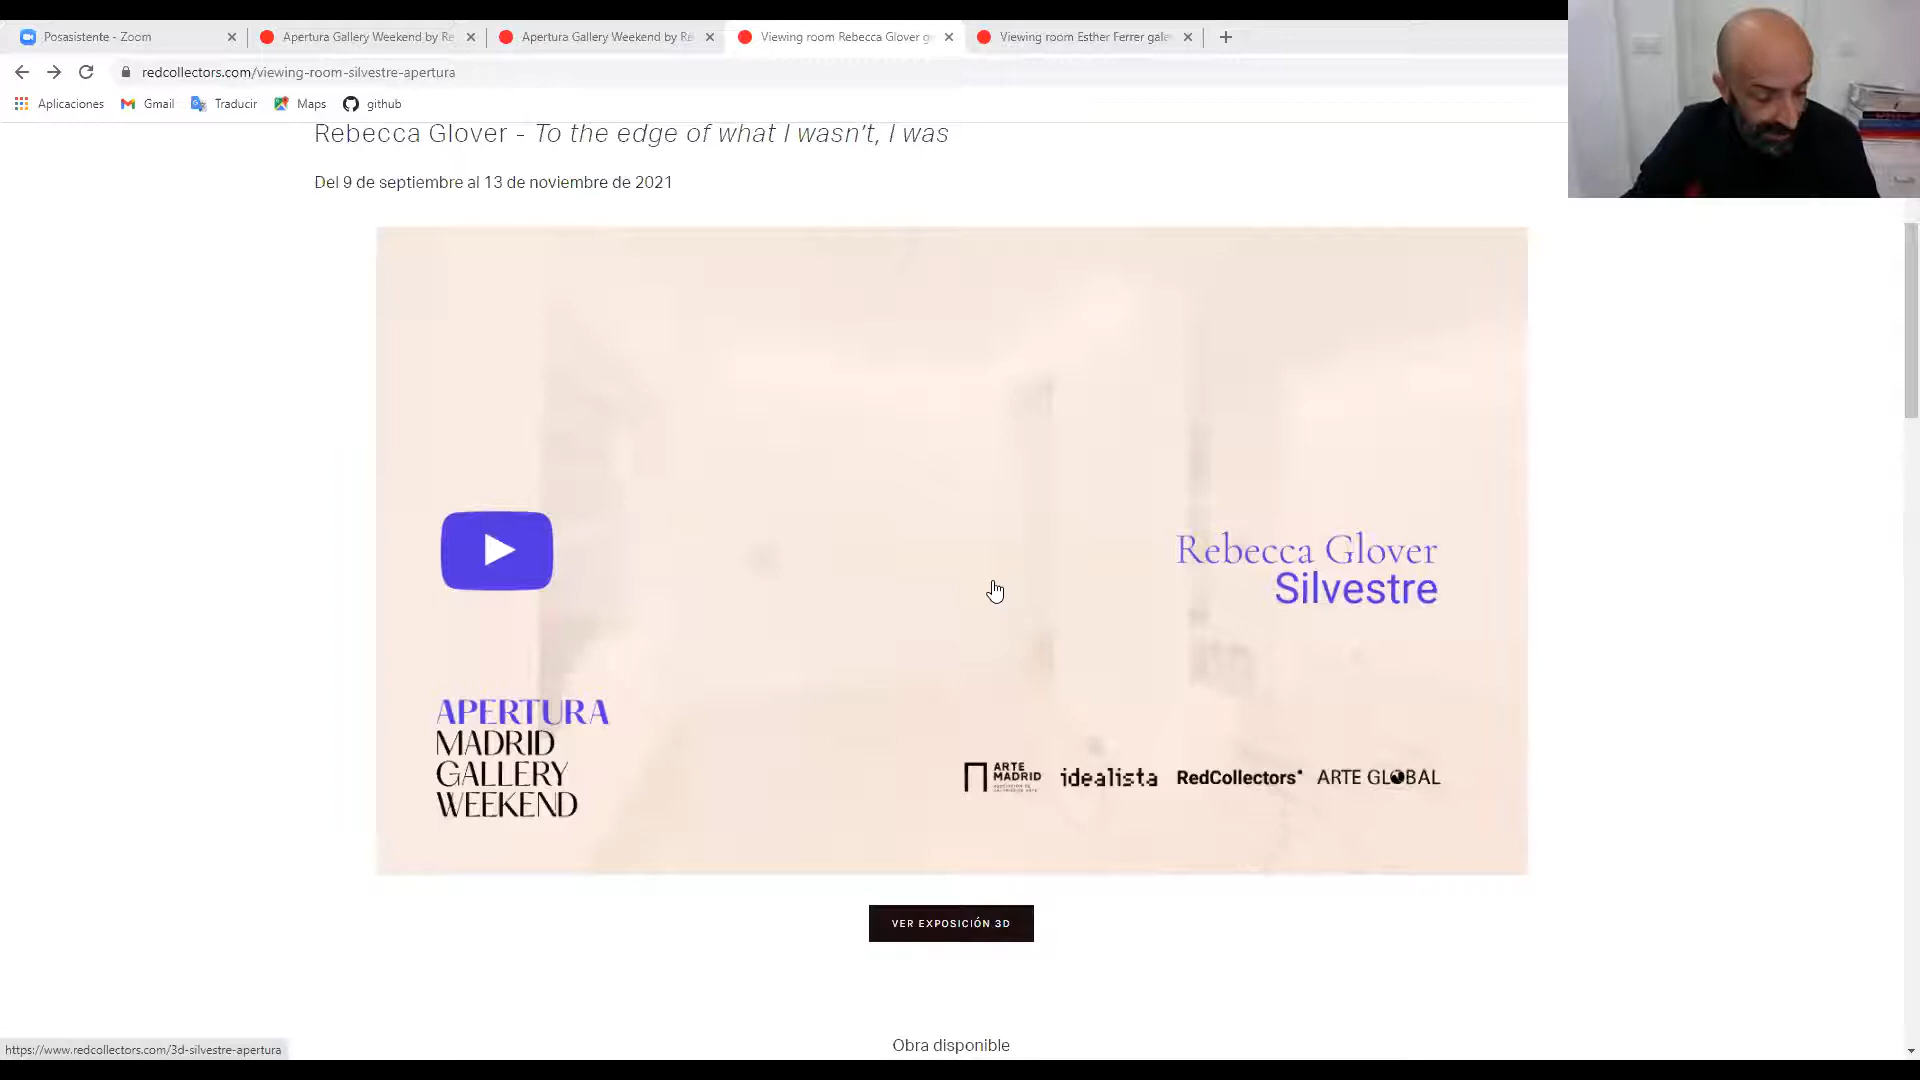 Posasistente - Zoom
Apertura Gallery Weekend by Re
Apertura Gallery Weekend by Re
Viewing room Rebecca Glover g
Viewing room Esther Ferrer gale
redcollectors.com/viewing-room-silvestre-apertura
Aplicaciones
Gmail
Traducir
Maps
github
Rebecca Glover - To the edge of what I wasn't, I was
Del 9 de septiembre al 13 de noviembre de 2021
Rebecca Glover
Silvestre
APERTURA
MADRID
GALLERY
WEEKEND
ARTE
MADRID
idealista
RedCollectors
ARTE GLOBAL
VER EXPOSICIÓN 3D
Obra disponible
https://www.redcollectors.com/3d-silvestre-apertura